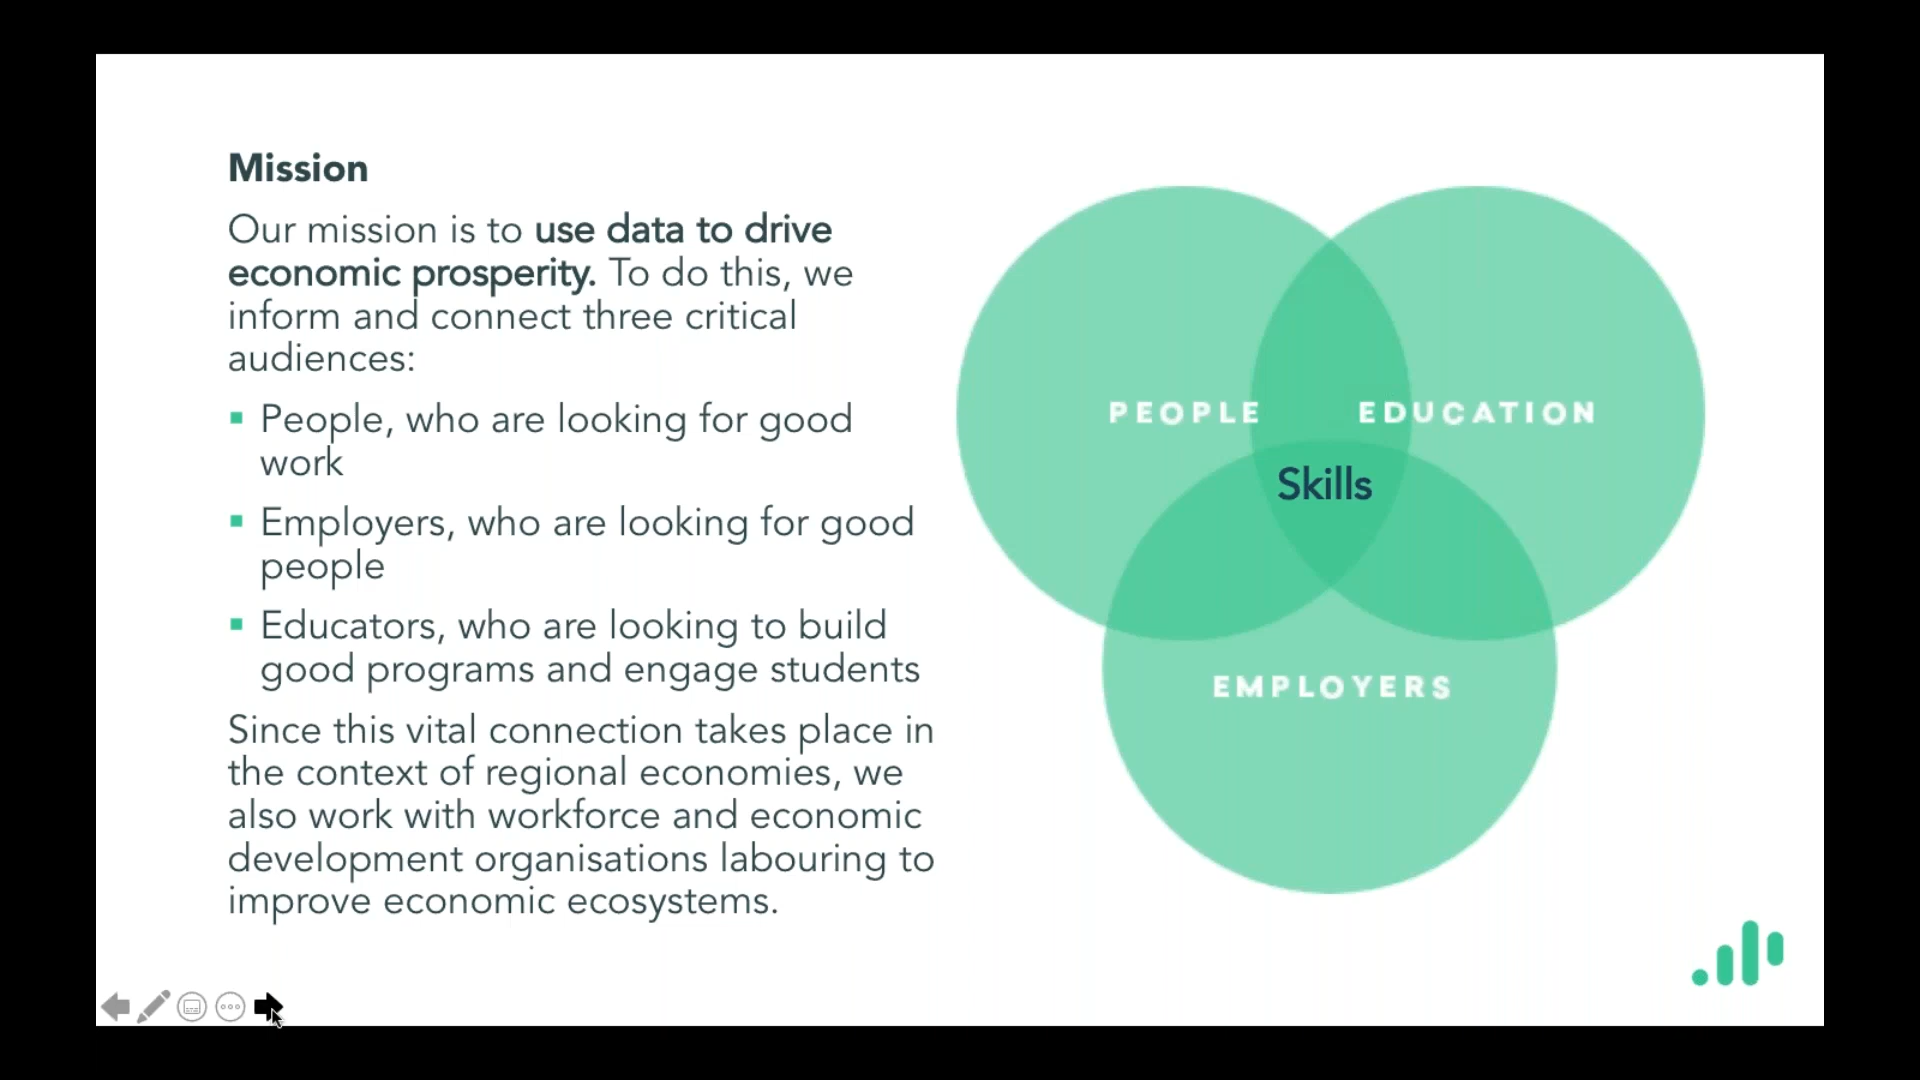 Mission
Our mission is to use data to drive
economic prosperity. To do this, we
inform and connect three critical
audiences:
People, who are looking for good
work
Employers, who are looking for good
people
Educators, who are looking to build
good programs and engage students
Since this vital connection takes place in
the context of regional economies, we
also work with workforce and economic
development organisations labouring to
improve economic ecosystems.
PEOPLE
EDUCATION
Skills
EMPLOYERS